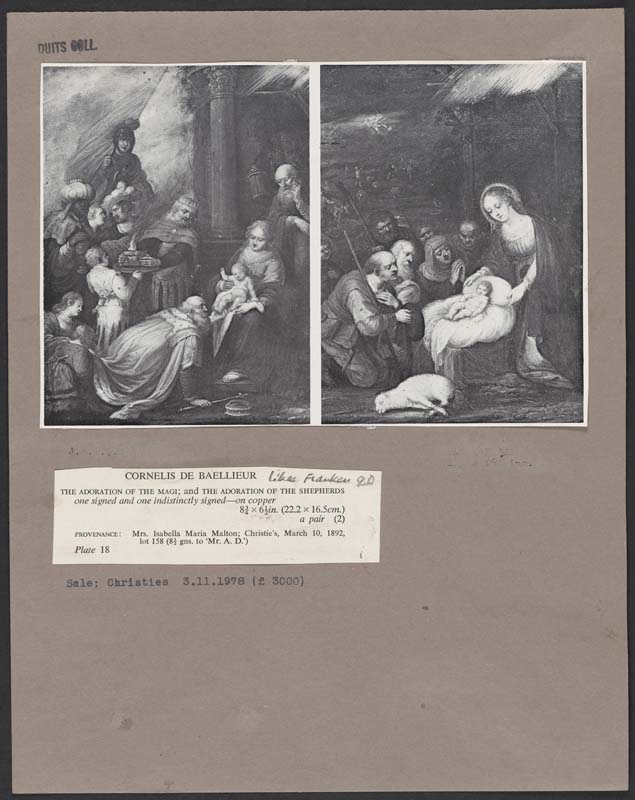 DUITS COLL.
CORNELIS DE BAELLIEUR likes Francken
THE ADORATION OF THE MAGI; and THE ADORATION OF THE SHEPHERDS
one signed and one indistinctly signed—on copper
8¾ × 6½in. (22.2 × 16.5cm.)
a pair (2)
PROVENANCE: Mrs. Isabella Maria Malton; Christie's, March 10, 1892,
lot 158 (8½ gns. to 'Mr. A. D.')
Plate 18
Sale: Christies 3.11.1978 (£ 3000)